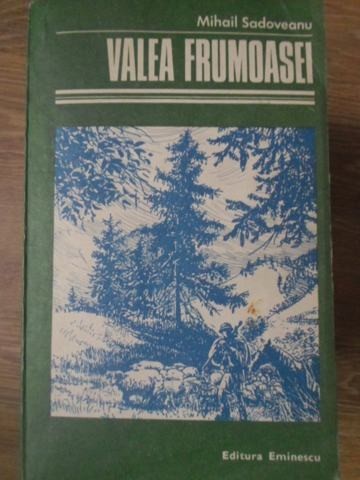 Mihail Sadoveanu
VALEA FRUMOASEI
Editura Eminescu